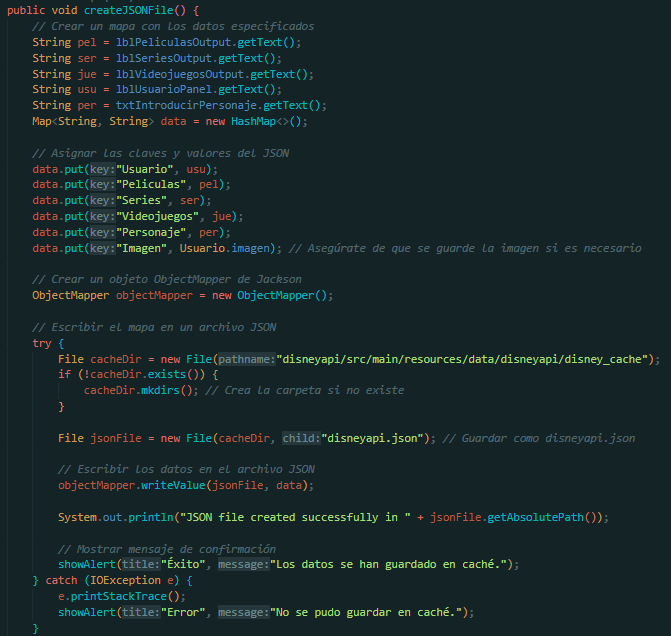 public void createJSONFile() {
// Crear un mapa con los datos especificados
String pel = lblPeliculasOutput.getText();
String ser = lblSeriesOutput.getText();
String jue = lblVideojuegosOutput.getText();
String usu = lblUsuarioPanel.getText();
String per = txtIntroducirPersonaje.getText();
Map<String, String> data = new HashMap<>();
// Asignar las claves y valores del JSON
data.put(key:"Usuario", usu);
data.put(key:"Peliculas", pel);
data.put(key:"Series", ser);
data.put(key:"Videojuegos", jue);
data.put(key:"Personaje", per);
data.put(key:"Imagen", Usuario.imagen); // Asegúrate de que se guarde la imagen si es necesario
// Crear un objeto ObjectMapper de Jackson
ObjectMapper objectMapper = new ObjectMapper();
// Escribir el mapa en un archivo JSON
try {
File cacheDir = new File(pathname:"disneyapi/src/main/resources/data/disneyapi/disney_cache");
if (!cacheDir.exists()) {
cacheDir.mkdirs(); // Crea la carpeta si no existe
}
File jsonFile = new File(cacheDir, child:"disneyapi.json"); // Guardar como disneyapi.json
// Escribir los datos en el archivo JSON
objectMapper.writeValue(jsonFile, data);
System.out.println("JSON file created successfully in " + jsonFile.getAbsolutePath());
// Mostrar mensaje de confirmación
showAlert(title:"Éxito", message:"Los datos se han guardado en caché.");
} catch (IOException e) {
e.printStackTrace();
showAlert(title:"Error", message:"No se pudo guardar en caché.");
}